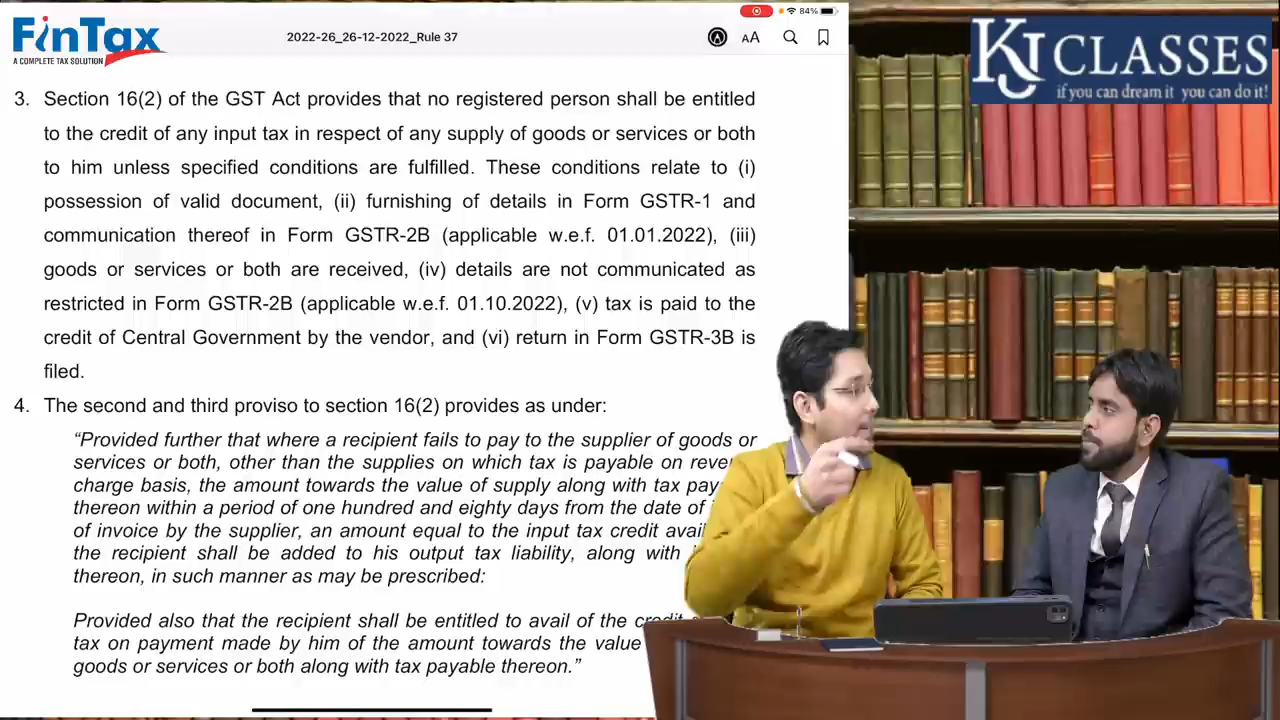 FinTax
A COMPLETE TAX SOLUTION
2022-26_26-12-2022_Rule 37
84%
AA
KJ CLASSES
if you can dream it you can do it!
3. Section 16(2) of the GST Act provides that no registered person shall be entitled
to the credit of any input tax in respect of any supply of goods or services or both
to him unless specified conditions are fulfilled. These conditions relate to (i)
possession of valid document, (ii) furnishing of details in Form GSTR-1 and
communication thereof in Form GSTR-2B (applicable w.e.f. 01.01.2022), (iii)
goods or services or both are received, (iv) details are not communicated as
restricted in Form GSTR-2B (applicable w.e.f. 01.10.2022), (v) tax is paid to the
credit of Central Government by the vendor, and (vi) return in Form GSTR-3B is
filed.
4. The second and third proviso to section 16(2) provides as under:
“Provided further that where a recipient fails to pay to the supplier of goods or
services or both, other than the supplies on which tax is payable on
charge basis, the amount towards the value of supply along with tax
thereon within a period of one hundred and eighty days from the date of
of invoice by the supplier, an amount equal to the input tax credit
the recipient shall be added to his output tax liability, along with
thereon, in such manner as may be prescribed:
Provided also that the recipient shall be entitled to avail of the
tax on payment made by him of the amount towards the value
goods or services or both along with tax payable thereon.”